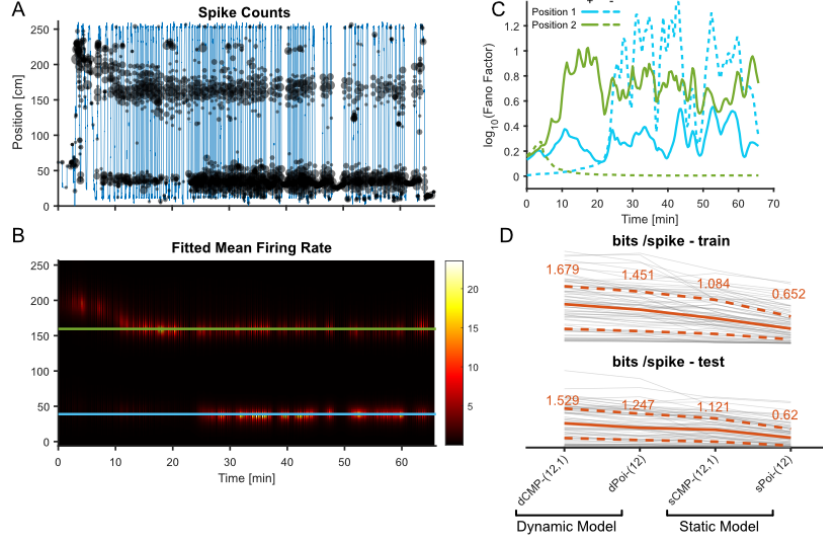 A
Spike Counts
Position [cm]
250
200
150
100
50
0
B
Fitted Mean Firing Rate
250
200
150
100
50
0
0 10 20 30 40 50 60
Time [min]
20
15
10
5
C
+ -
Position 1
Position 2
log10(Fano Factor)
1.2
1
0.8
0.6
0.4
0.2
0
0 10 20 30 40 50 60 70
Time [min]
D
bits /spike - train
1.679 1.451 1.084 0.652
bits /spike - test
1.529 1.247 1.121 0.62
dCMP-(12,1) dPoi-(12) sCMP-(12,1) sPoi-(12)
Dynamic Model Static Model